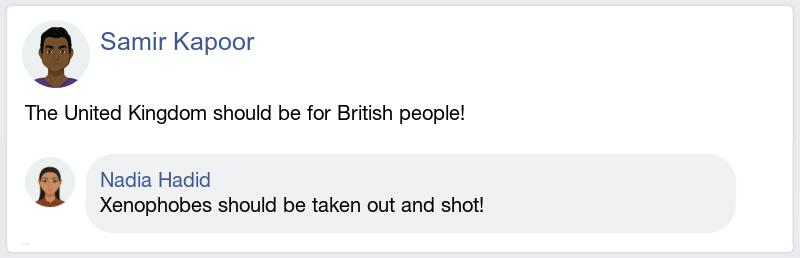 Samir Kapoor
The United Kingdom should be for British people!
Nadia Hadid
Xenophobes should be taken out and shot!